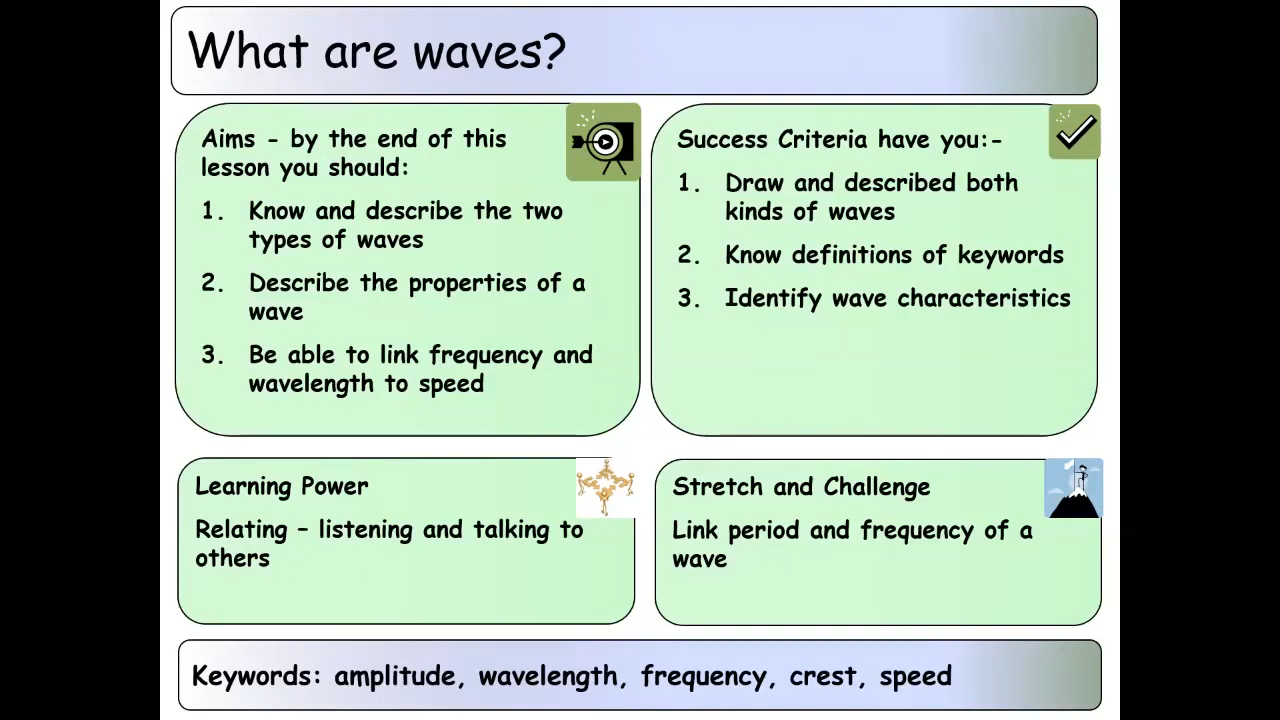 What are waves?
Aims - by the end of this
lesson you should:
1. Know and describe the two
types of waves
2. Describe the properties of a
wave
3. Be able to link frequency and
wavelength to speed
Success Criteria have you:-
1. Draw and described both
kinds of waves
2. Know definitions of keywords
3. Identify wave characteristics
Learning Power
Relating – listening and talking to
others
Stretch and Challenge
Link period and frequency of a
wave
Keywords: amplitude, wavelength, frequency, crest, speed